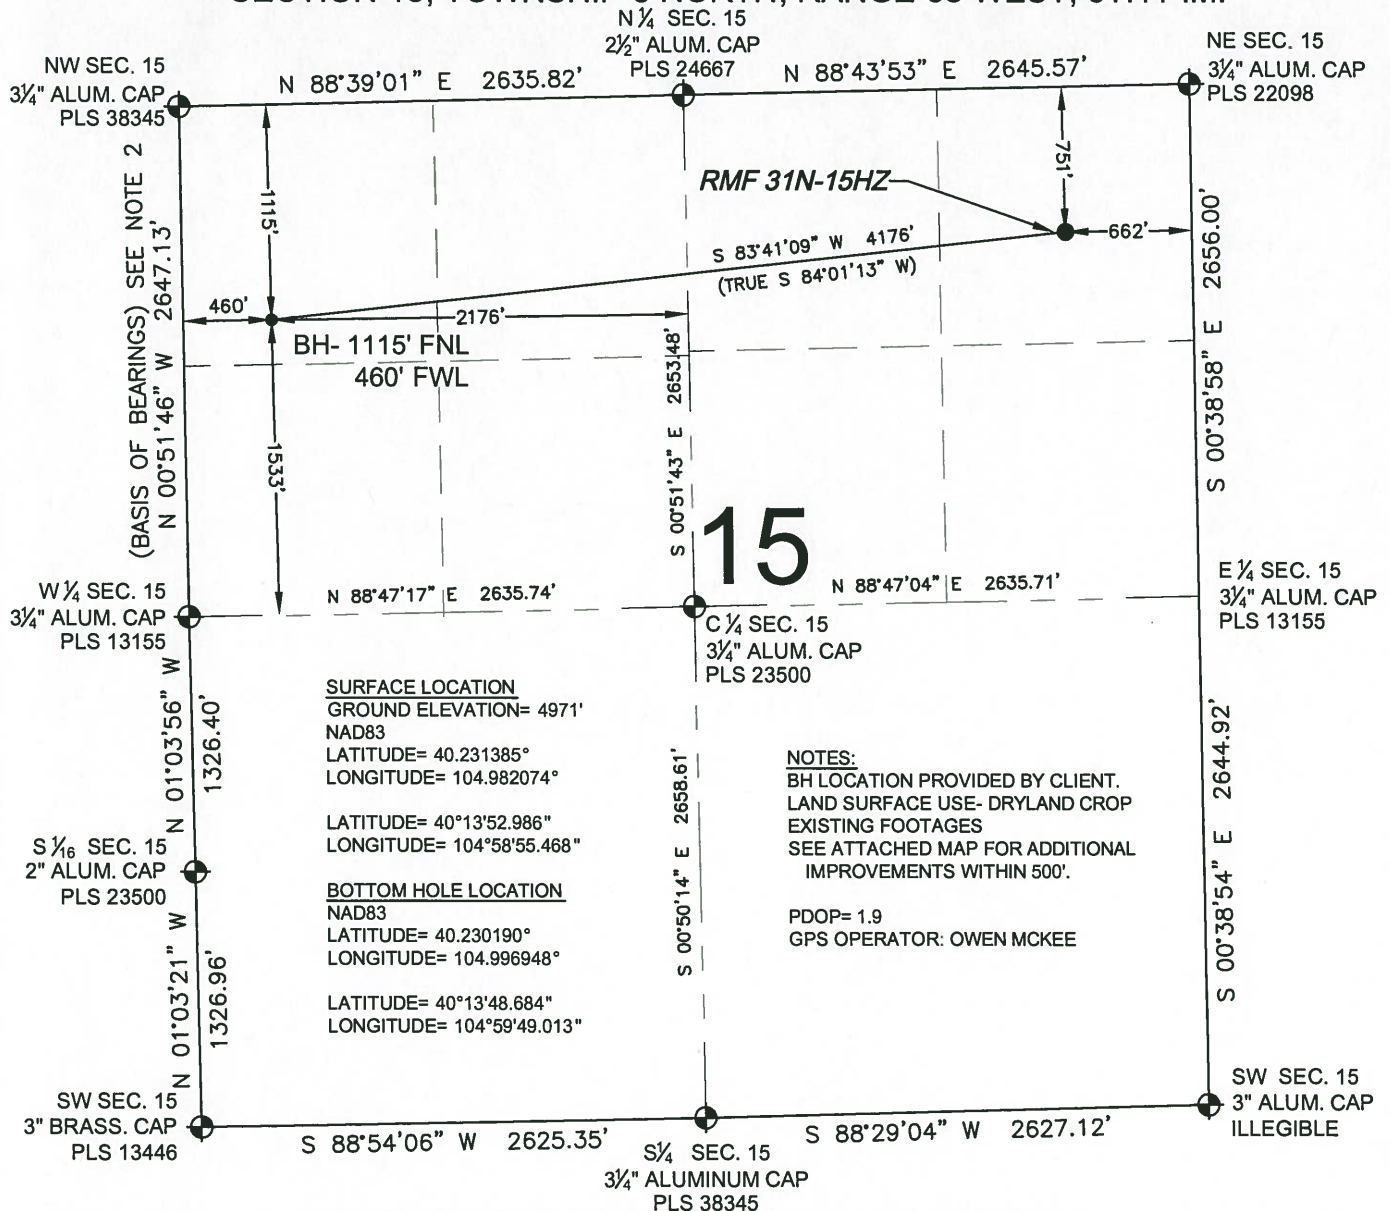 N ¼ SEC. 15
2½" ALUM. CAP
PLS 24667
NW SEC. 15
3¼" ALUM. CAP
PLS 38345
N 88°39'01" E 2635.82'
N 88°43'53" E 2645.57'
NE SEC. 15
3¼" ALUM. CAP
PLS 22098
(BASIS OF BEARINGS) SEE NOTE 2
N 00°51'46" W 2647.13'
1115'
751'
RMF 31N-15HZ
662'
S 83°41'09" W 4176'
(TRUE S 84°01'13" W)
460'
2176'
BH- 1115' FNL
460' FWL
1533'
S 00°51'43" E 2653.48'
S 00°38'58" E 2656.00'
15
W ¼ SEC. 15
3¼" ALUM. CAP
PLS 13155
N 88°47'17" E 2635.74'
N 88°47'04" E 2635.71'
E ¼ SEC. 15
3¼" ALUM. CAP
PLS 13155
C ¼ SEC. 15
3¼" ALUM. CAP
PLS 23500
N 01°03'56" W
1326.40'
SURFACE LOCATION
GROUND ELEVATION= 4971'
NAD83
LATITUDE= 40.231385°
LONGITUDE= 104.982074°
LATITUDE= 40°13'52.986"
LONGITUDE= 104°58'55.468"
BOTTOM HOLE LOCATION
NAD83
LATITUDE= 40.230190°
LONGITUDE= 104.996948°
LATITUDE= 40°13'48.684"
LONGITUDE= 104°59'49.013"
S 00°50'14" E 2658.61'
NOTES:
BH LOCATION PROVIDED BY CLIENT.
LAND SURFACE USE- DRYLAND CROP
EXISTING FOOTAGES
SEE ATTACHED MAP FOR ADDITIONAL
IMPROVEMENTS WITHIN 500'.
PDOP= 1.9
GPS OPERATOR: OWEN MCKEE
S 00°38'54" E 2644.92'
S 1⁄16 SEC. 15
2" ALUM. CAP
PLS 23500
N 01°03'21" W
1326.96'
SW SEC. 15
3" BRASS. CAP
PLS 13446
S 88°54'06" W 2625.35'
S¼ SEC. 15
3¼" ALUMINUM CAP
PLS 38345
S 88°29'04" W 2627.12'
SW SEC. 15
3" ALUM. CAP
ILLEGIBLE